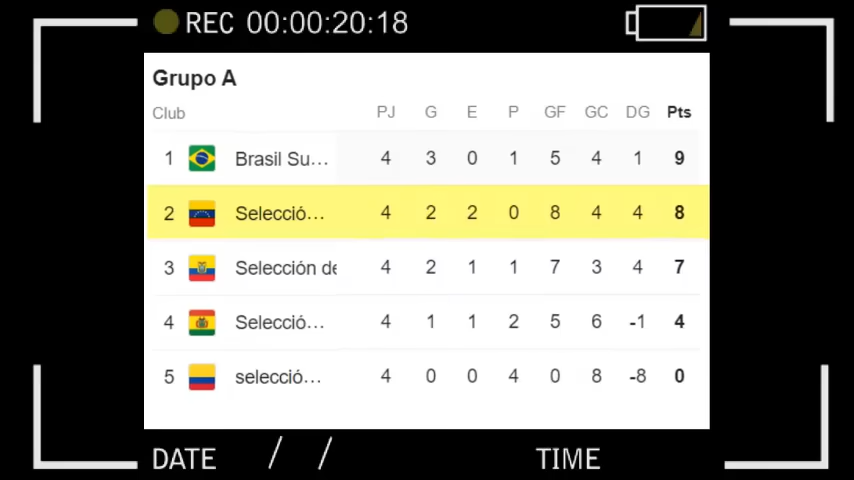 REC 00:00:20:18
Grupo A
Club PJ G E P GF GC DG Pts
1 Brasil Su... 4 3 0 1 5 4 1 9
2 Selecció... 4 2 2 0 8 4 4 8
3 Selección de 4 2 1 1 7 3 4 7
4 Selecció... 4 1 1 2 5 6 -1 4
5 selecció... 4 0 0 4 0 8 -8 0
DATE / / TIME